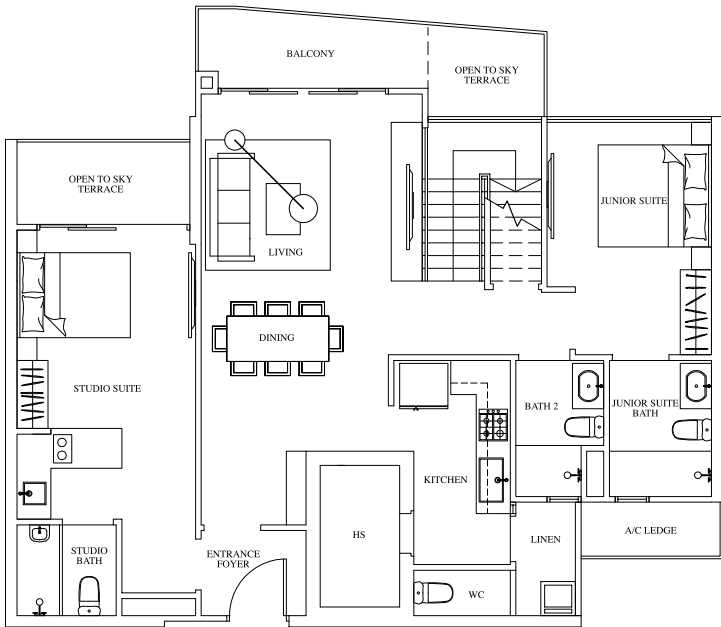 BALCONY
OPEN TO SKY
TERRACE
OPEN TO SKY
TERRACE
JUNIOR SUITE
LIVING
DINING
STUDIO SUITE
BATH 2
JUNIOR SUITE
BATH
KITCHEN
HS
LINEN
A/C LEDGE
STUDIO
BATH
ENTRANCE
FOYER
WC